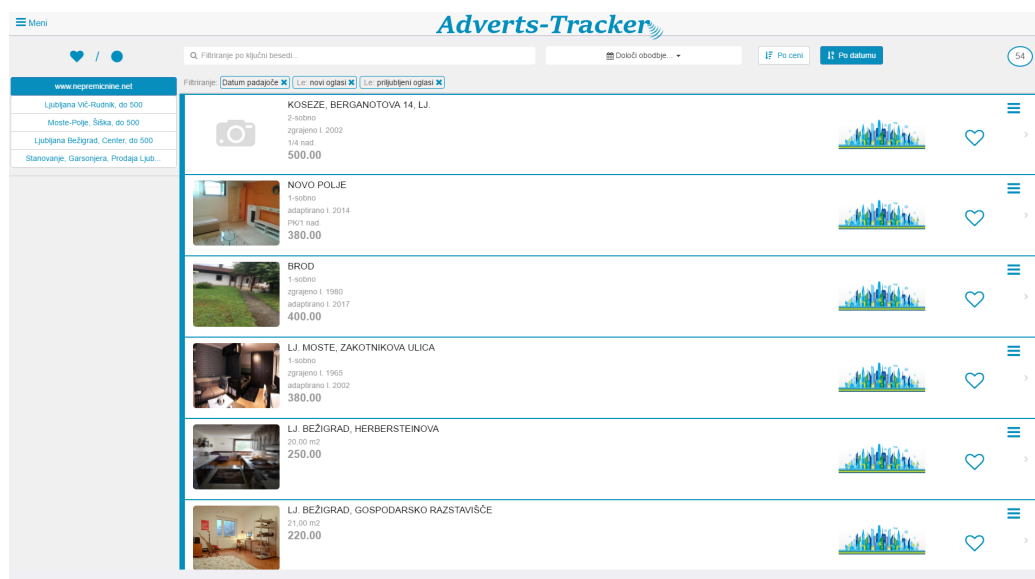 Meni
Adverts-Tracker
/
Filtriranje po ključni besedi...
Določi obodbje...
Po ceni
Po datumu
54
Filtriranje: Datum padajoče ✖ Le: novi oglasi ✖ Le: priljubljeni oglasi ✖
www.nepremicnine.net
Ljubljana Vič-Rudnik, do 500
Moste-Polje, Šiška, do 500
Ljubljana Bežigrad, Center, do 500
Stanovanje, Garsonjera, Prodaja Ljub...
KOSEZE, BERGANOTOVA 14, LJ.
2-sobno
zgrajeno l. 2002
1/4 nad.
500.00
NOVO POLJE
1-sobno
adaptirano l. 2014
PK/1 nad.
380.00
BROD
1-sobno
zgrajeno l. 1980
adaptirano l. 2017
400.00
LJ. MOSTE, ZAKOTNIKOVA ULICA
1-sobno
zgrajeno l. 1965
adaptirano l. 2002
380.00
LJ. BEŽIGRAD, HERBERSTEINOVA
20,00 m2
250.00
LJ. BEŽIGRAD, GOSPODARSKO RAZSTAVIŠČE
21,00 m2
220.00